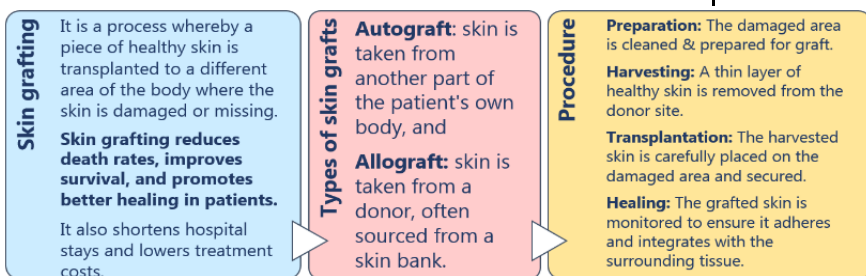 Skin grafting
It is a process whereby a
piece of healthy skin is
transplanted to a different
area of the body where the
skin is damaged or missing.
Skin grafting reduces
death rates, improves
survival, and promotes
better healing in patients.
It also shortens hospital
stays and lowers treatment
costs.
Types of skin grafts
Autograft: skin is
taken from
another part of
the patient's own
body, and
Allograft: skin is
taken from a
donor, often
sourced from a
skin bank.
Procedure
Preparation: The damaged area
is cleaned & prepared for graft.
Harvesting: A thin layer of
healthy skin is removed from the
donor site.
Transplantation: The harvested
skin is carefully placed on the
damaged area and secured.
Healing: The grafted skin is
monitored to ensure it adheres
and integrates with the
surrounding tissue.